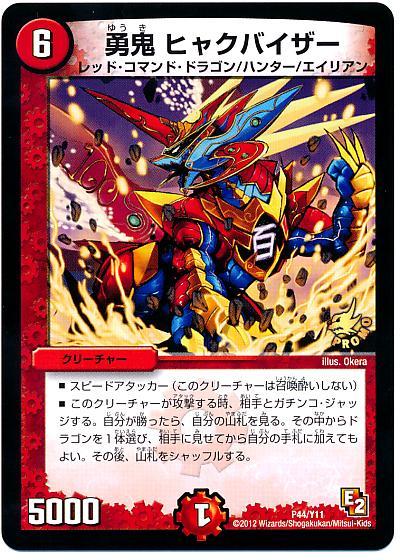 6
ゆうき
勇鬼 ヒャクバイザー
レッド・コマンド・ドラゴン/ハンター/エイリアン
百
PROMO
クリーチャー
illus. Okera
■ スピードアタッカー (このクリーチャーは召喚酔いしない)
■ このクリーチャーが攻撃する時、相手とガチンコ・ジャッ
ジする。自分が勝ったら、自分の山札を見る。その中からド
ラゴンを1体選び、相手に見せてから自分の手札に加えても
よい。その後、山札をシャッフルする。
5000
1
P44/Y11
E2
©2012 Wizards/Shogakukan/Mitsui-Kids